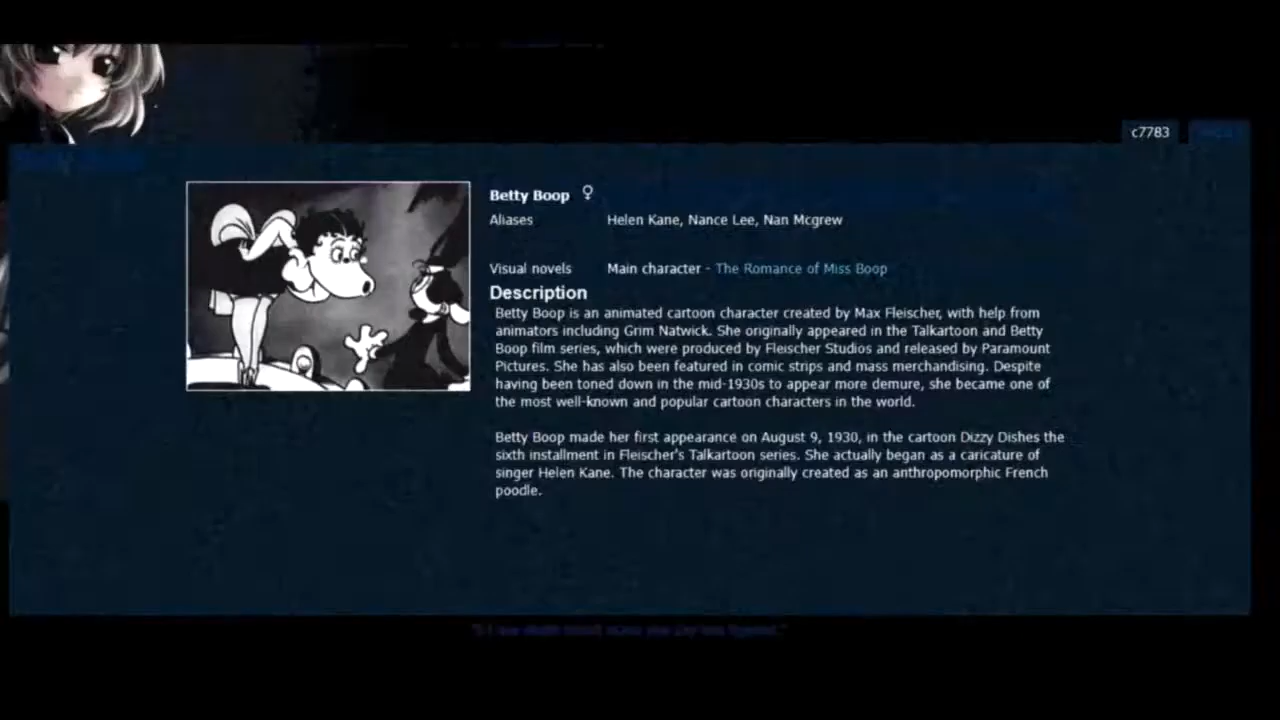 c7783
Betty Boop ♀
Aliases Helen Kane, Nance Lee, Nan Mcgrew
Visual novels Main character - The Romance of Miss Boop
Description
Betty Boop is an animated cartoon character created by Max Fleischer, with help from
animators including Grim Natwick. She originally appeared in the Talkartoon and Betty
Boop film series, which were produced by Fleischer Studios and released by Paramount
Pictures. She has also been featured in comic strips and mass merchandising. Despite
having been toned down in the mid-1930s to appear more demure, she became one of
the most well-known and popular cartoon characters in the world.
Betty Boop made her first appearance on August 9, 1930, in the cartoon Dizzy Dishes the
sixth installment in Fleischer's Talkartoon series. She actually began as a caricature of
singer Helen Kane. The character was originally created as an anthropomorphic French
poodle.